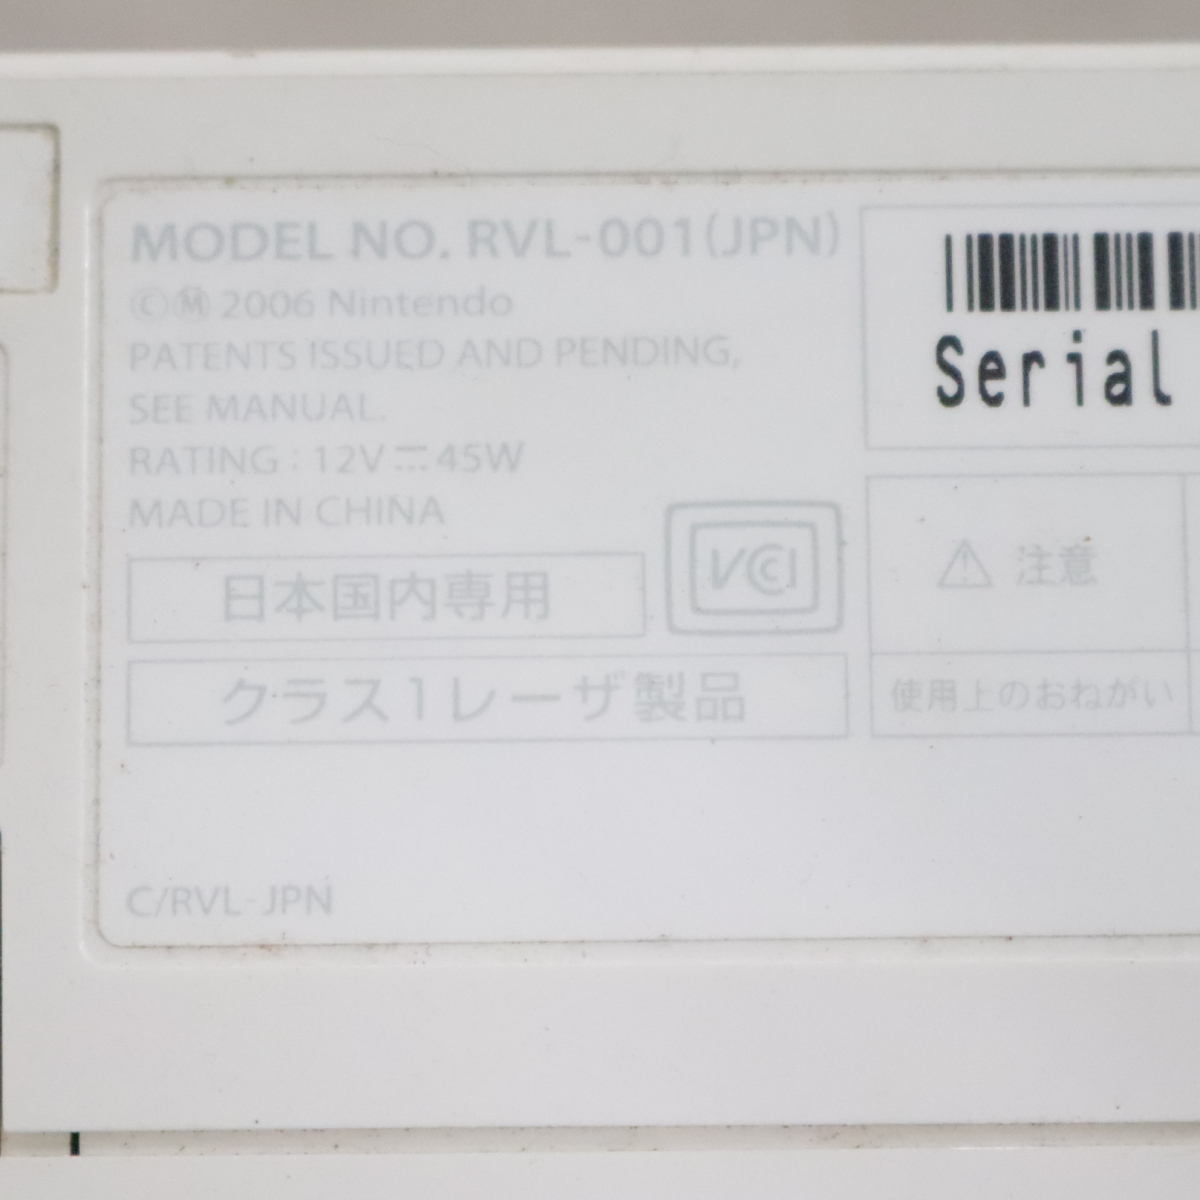 MODEL NO. RVL-001(JPN)
©Ⓜ 2006 Nintendo
PATENTS ISSUED AND PENDING,
SEE MANUAL.
RATING : 12V⎓45W
MADE IN CHINA
日本国内専用
VCCI
クラス1レーザ製品
C/RVL-JPN
Serial
⚠ 注意
使用上のおねがい